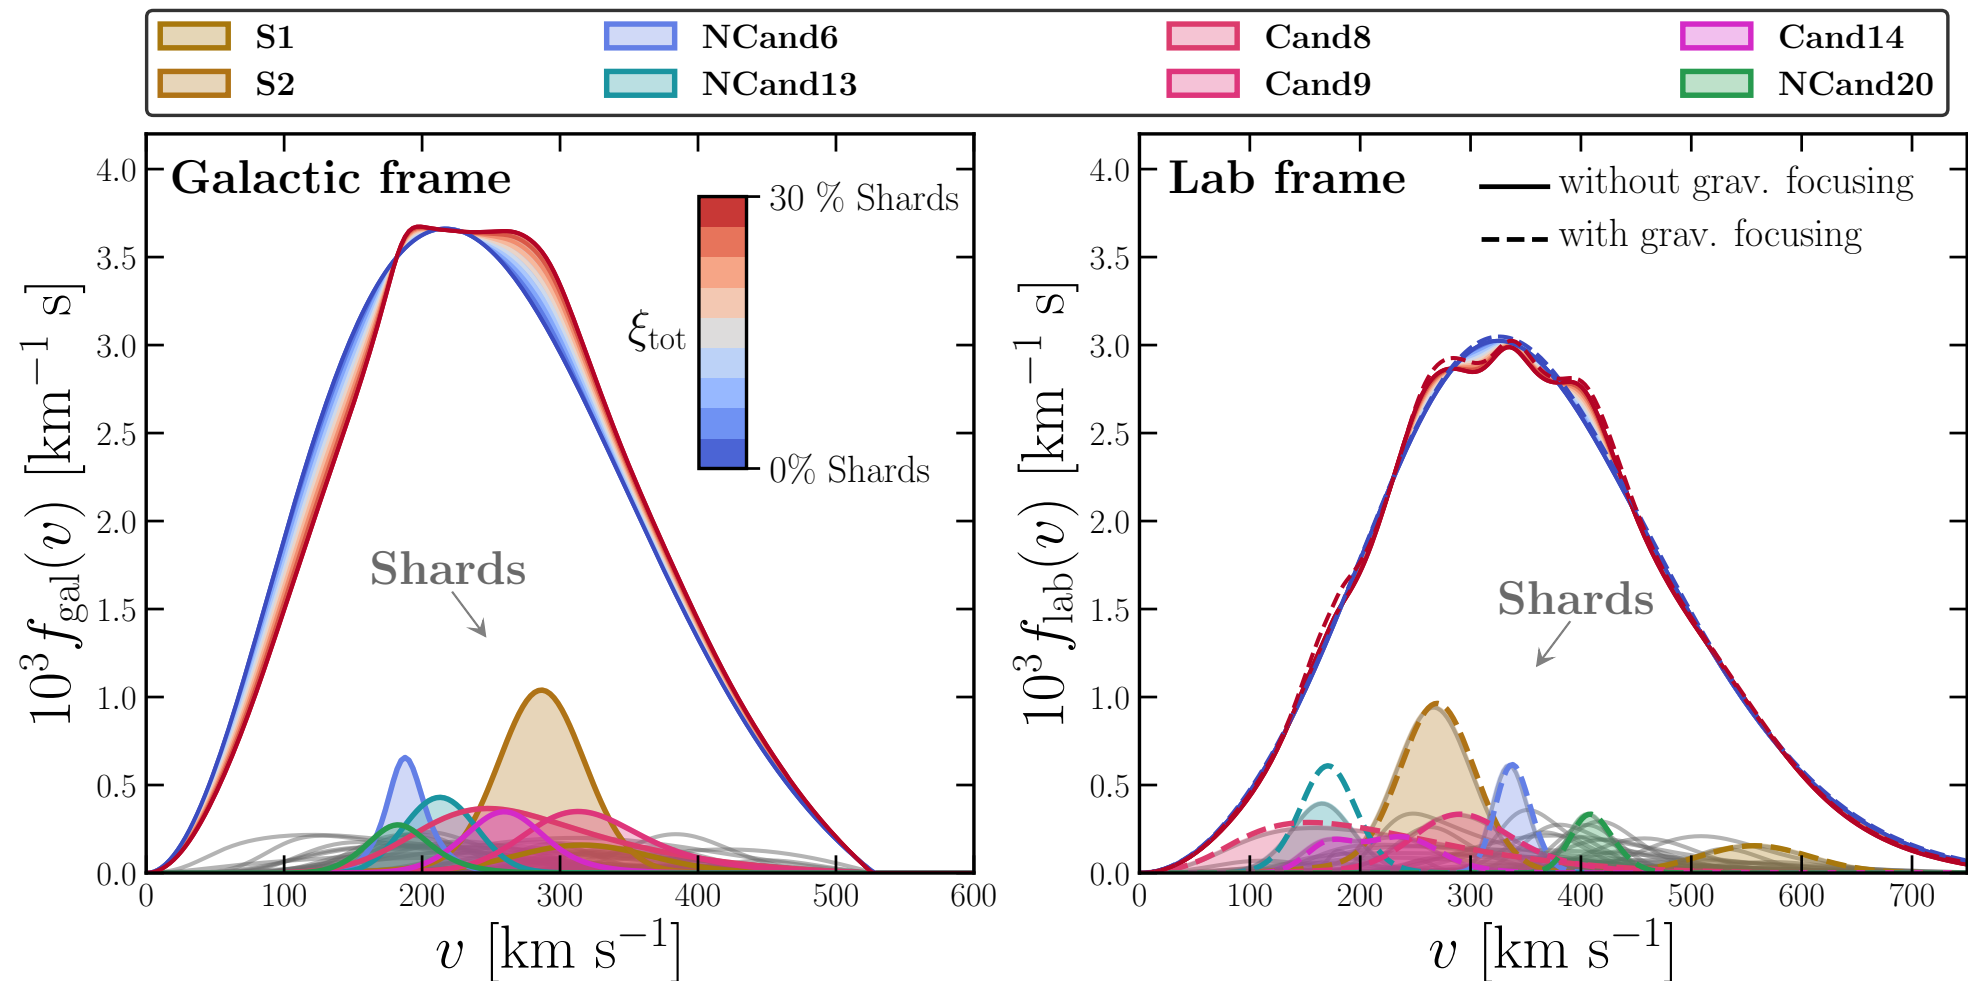 S1 NCand6 Cand8 Cand14
S2 NCand13 Cand9 NCand20
Galactic frame
30 % Shards
ξtot
0% Shards
Shards
10³ fgal(v) [km⁻¹ s]
4.0
3.5
3.0
2.5
2.0
1.5
1.0
0.5
0.0
0 100 200 300 400 500 600
v [km s⁻¹]
Lab frame
without grav. focusing
with grav. focusing
Shards
10³ flab(v) [km⁻¹ s]
4.0
3.5
3.0
2.5
2.0
1.5
1.0
0.5
0.0
0 100 200 300 400 500 600 700
v [km s⁻¹]